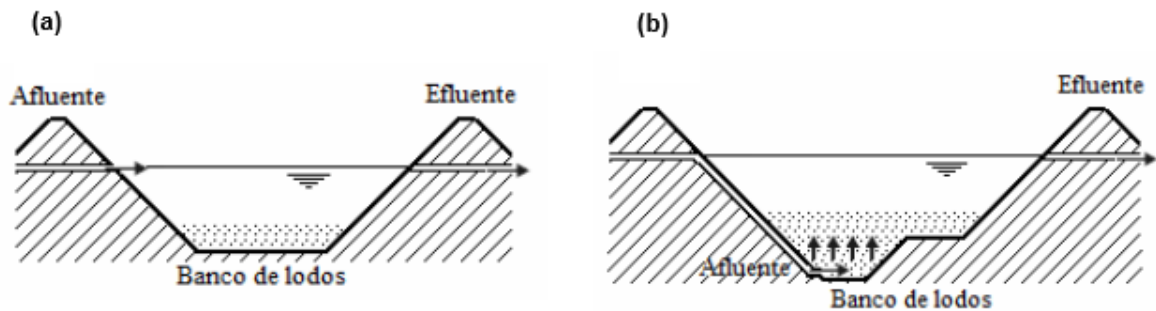 (a)
Afluente
Efluente
Banco de lodos
(b)
Efluente
Afluente
Banco de lodos